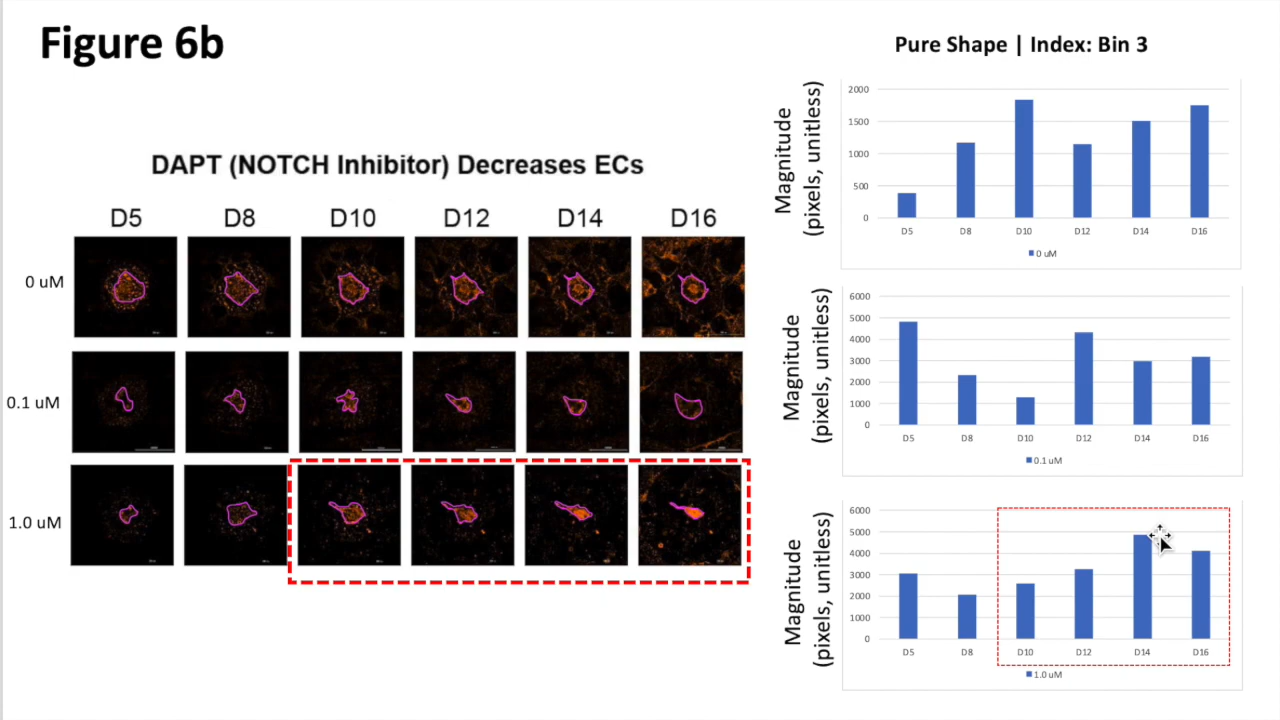 Figure 6b
Pure Shape | Index: Bin 3
DAPT (NOTCH Inhibitor) Decreases ECs
D5 D8 D10 D12 D14 D16
0 uM
0.1 uM
1.0 uM
Magnitude
(pixels, unitless)
2000
1500
1000
500
0
D5 D8 D10 D12 D14 D16
0 uM
Magnitude
(pixels, unitless)
6000
5000
4000
3000
2000
1000
0
D5 D8 D10 D12 D14 D16
0.1 uM
Magnitude
(pixels, unitless)
6000
5000
4000
3000
2000
1000
0
D5 D8 D10 D12 D14 D16
1.0 uM